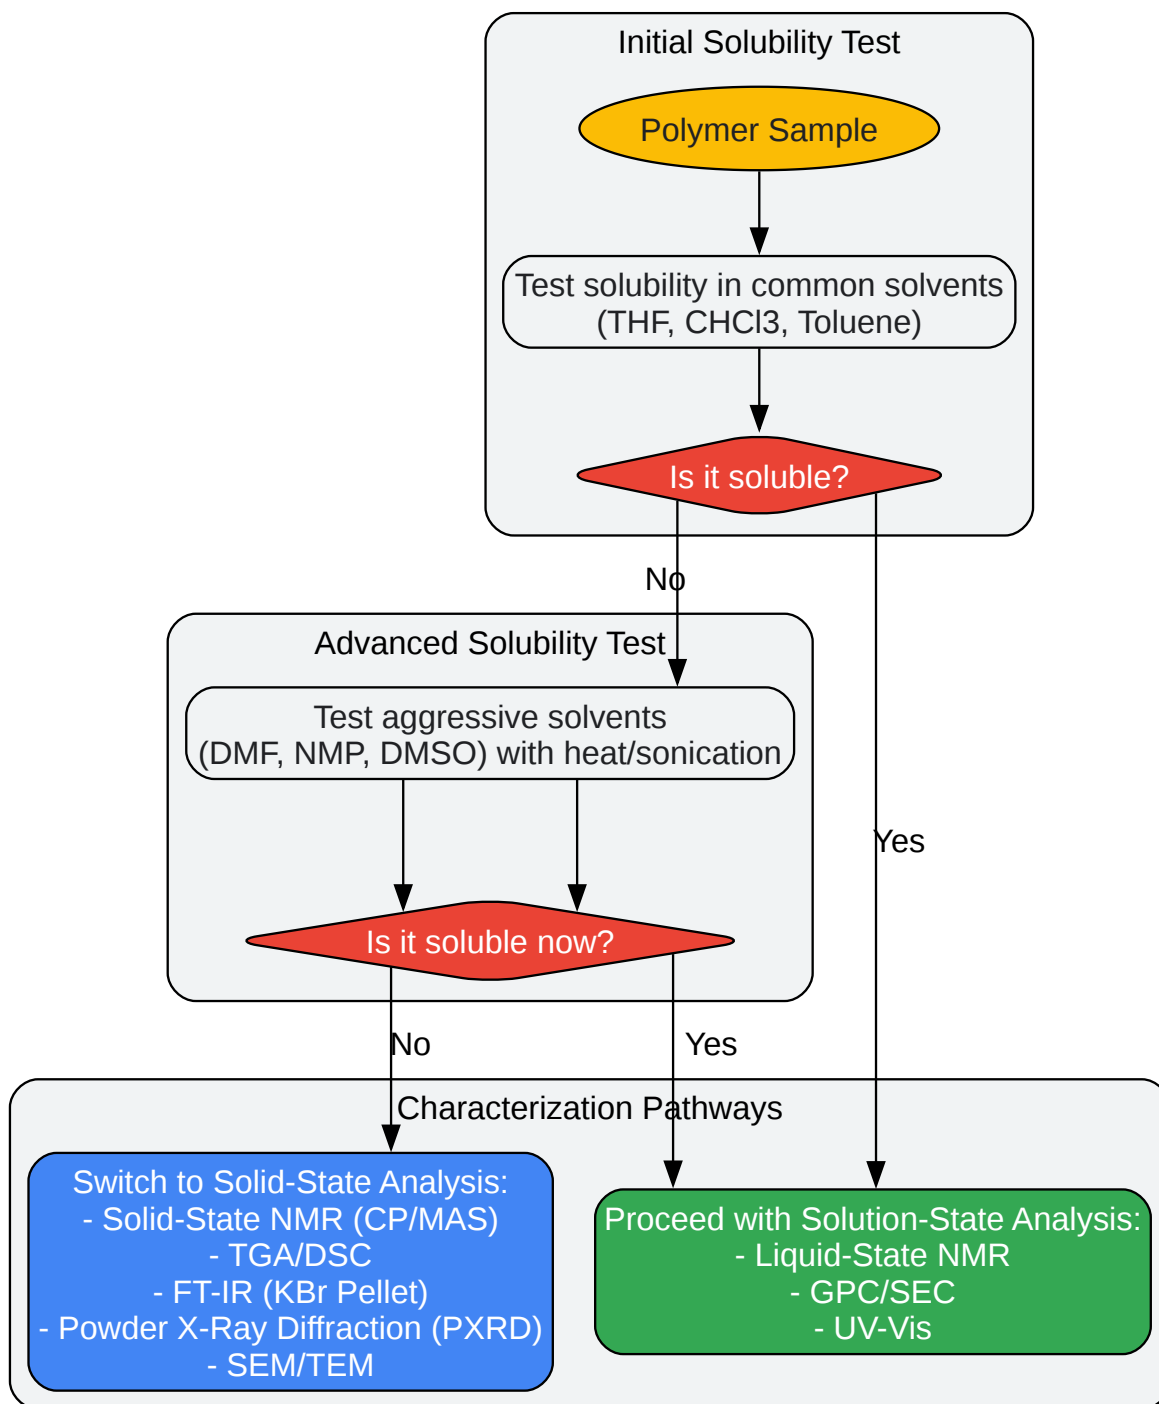 Initial Solubility Test
Polymer Sample
Test solubility in common solvents
(THF, CHCl3, Toluene)
Is it soluble?
No
Yes
Advanced Solubility Test
Test aggressive solvents
(DMF, NMP, DMSO) with heat/sonication
Is it soluble now?
No
Yes
Characterization Pathways
Switch to Solid-State Analysis:
- Solid-State NMR (CP/MAS)
- TGA/DSC
- FT-IR (KBr Pellet)
- Powder X-Ray Diffraction (PXRD)
- SEM/TEM
Proceed with Solution-State Analysis:
- Liquid-State NMR
- GPC/SEC
- UV-Vis